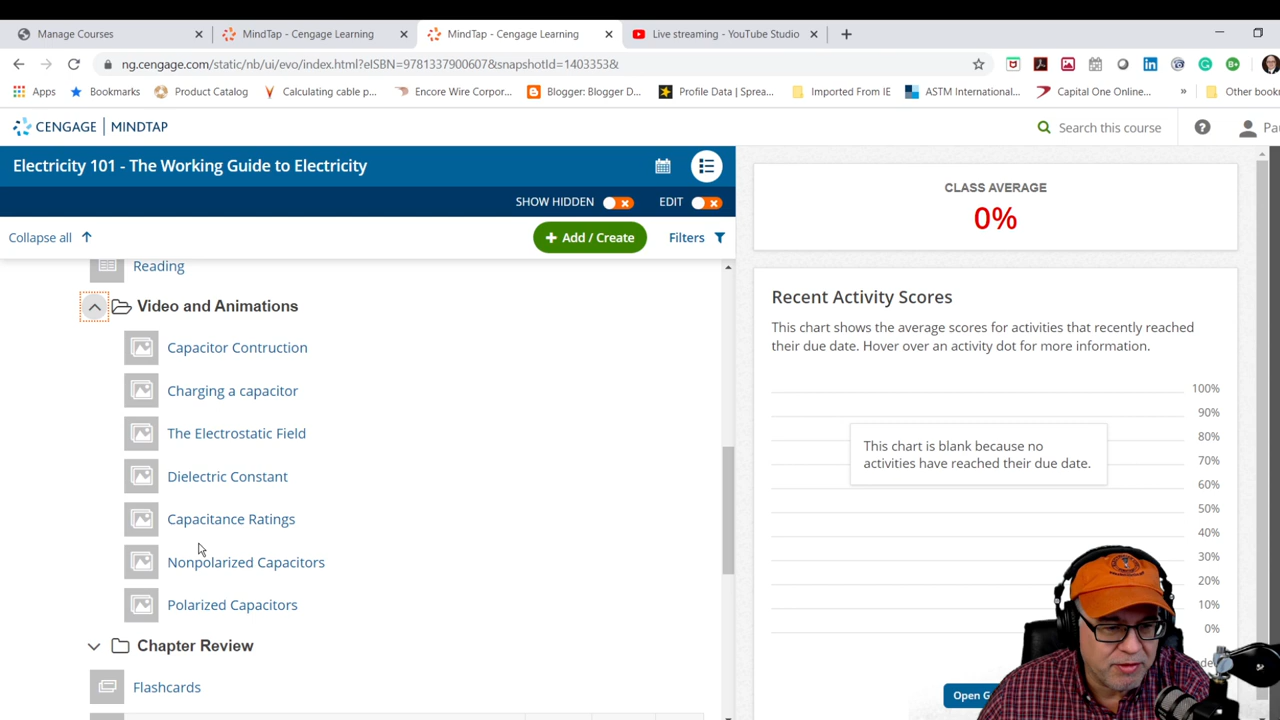 Manage Courses
MindTap - Cengage Learning
MindTap - Cengage Learning
Live streaming - YouTube Studio
ng.cengage.com/static/nb/ui/evo/index.html?eISBN=9781337900607&snapshotId=1403353&
Apps
Bookmarks
Product Catalog
Calculating cable p...
Encore Wire Corpor...
Blogger: Blogger D...
Profile Data | Sprea...
Imported From IE
ASTM International...
Capital One Online...
»
Other book
CENGAGE | MINDTAP
Search this course
Pau
Electricity 101 - The Working Guide to Electricity
SHOW HIDDEN
EDIT
Collapse all
+ Add / Create
Filters
Reading
Video and Animations
Capacitor Contruction
Charging a capacitor
The Electrostatic Field
Dielectric Constant
Capacitance Ratings
Nonpolarized Capacitors
Polarized Capacitors
Chapter Review
Flashcards
CLASS AVERAGE
0%
Recent Activity Scores
This chart shows the average scores for activities that recently reached
their due date. Hover over an activity dot for more information.
100%
90%
80%
70%
60%
50%
40%
30%
20%
10%
0%
This chart is blank because no
activities have reached their due date.
Open G